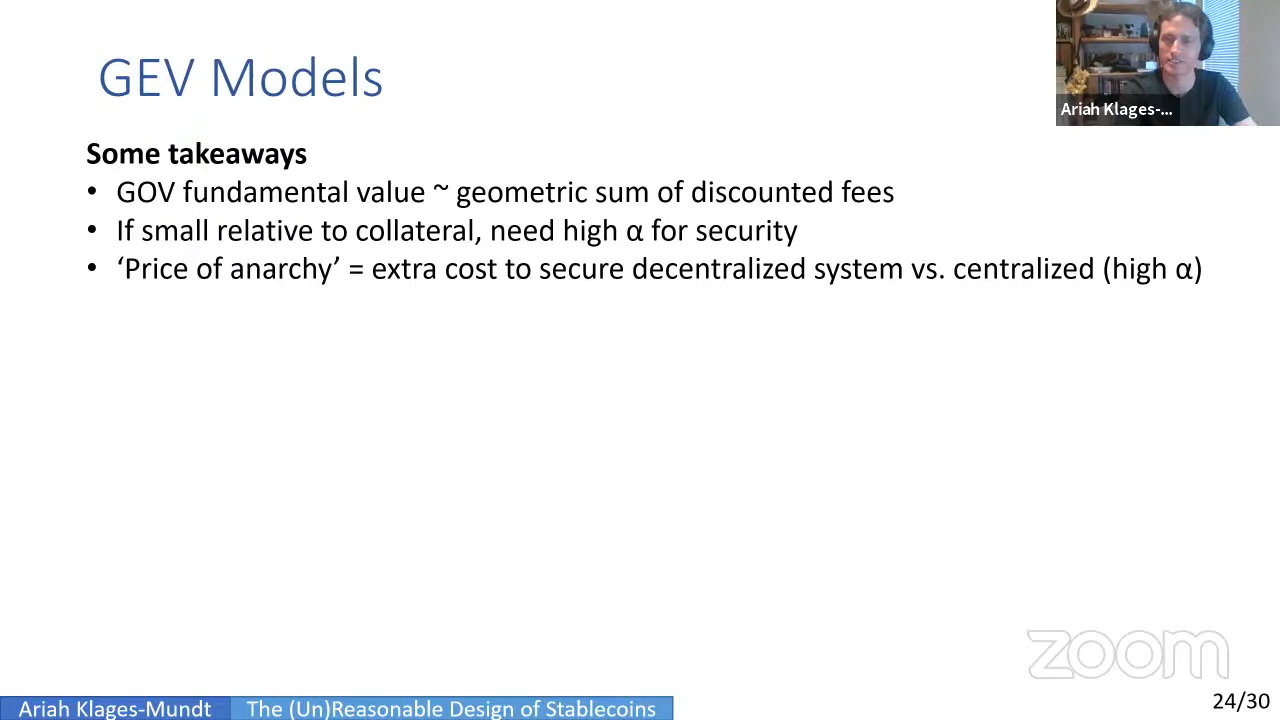 GEV Models
Ariah Klages-...
Some takeaways
• GOV fundamental value ~ geometric sum of discounted fees
• If small relative to collateral, need high α for security
• ‘Price of anarchy’ = extra cost to secure decentralized system vs. centralized (high α)
zoom
Ariah Klages-Mundt
The (Un)Reasonable Design of Stablecoins
24/30